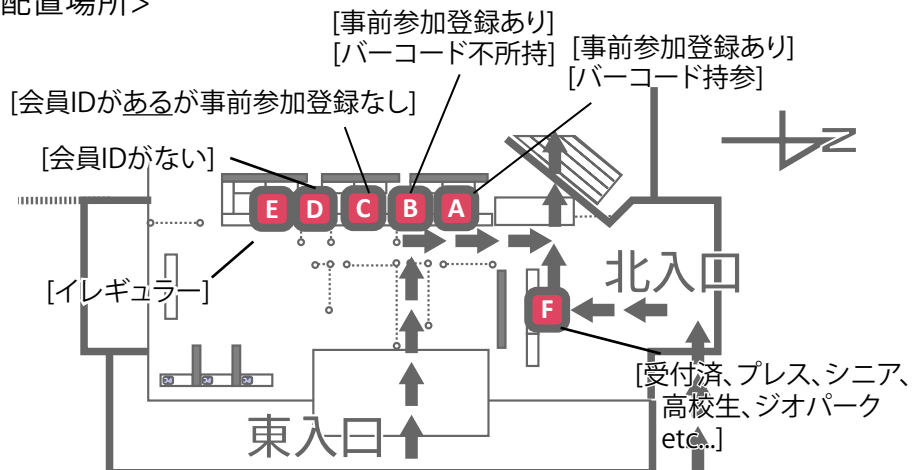 配置場所>
[事前参加登録あり]
[バーコード不所持]
[事前参加登録あり]
[バーコード持参]
[会員IDがあるが事前参加登録なし]
[会員IDがない]
E D C B A
N
北入口
[イレギュラー]
F
[受付済、プレス、シニア、
高校生、ジオパーク
etc...]
PC PC PC
東入口